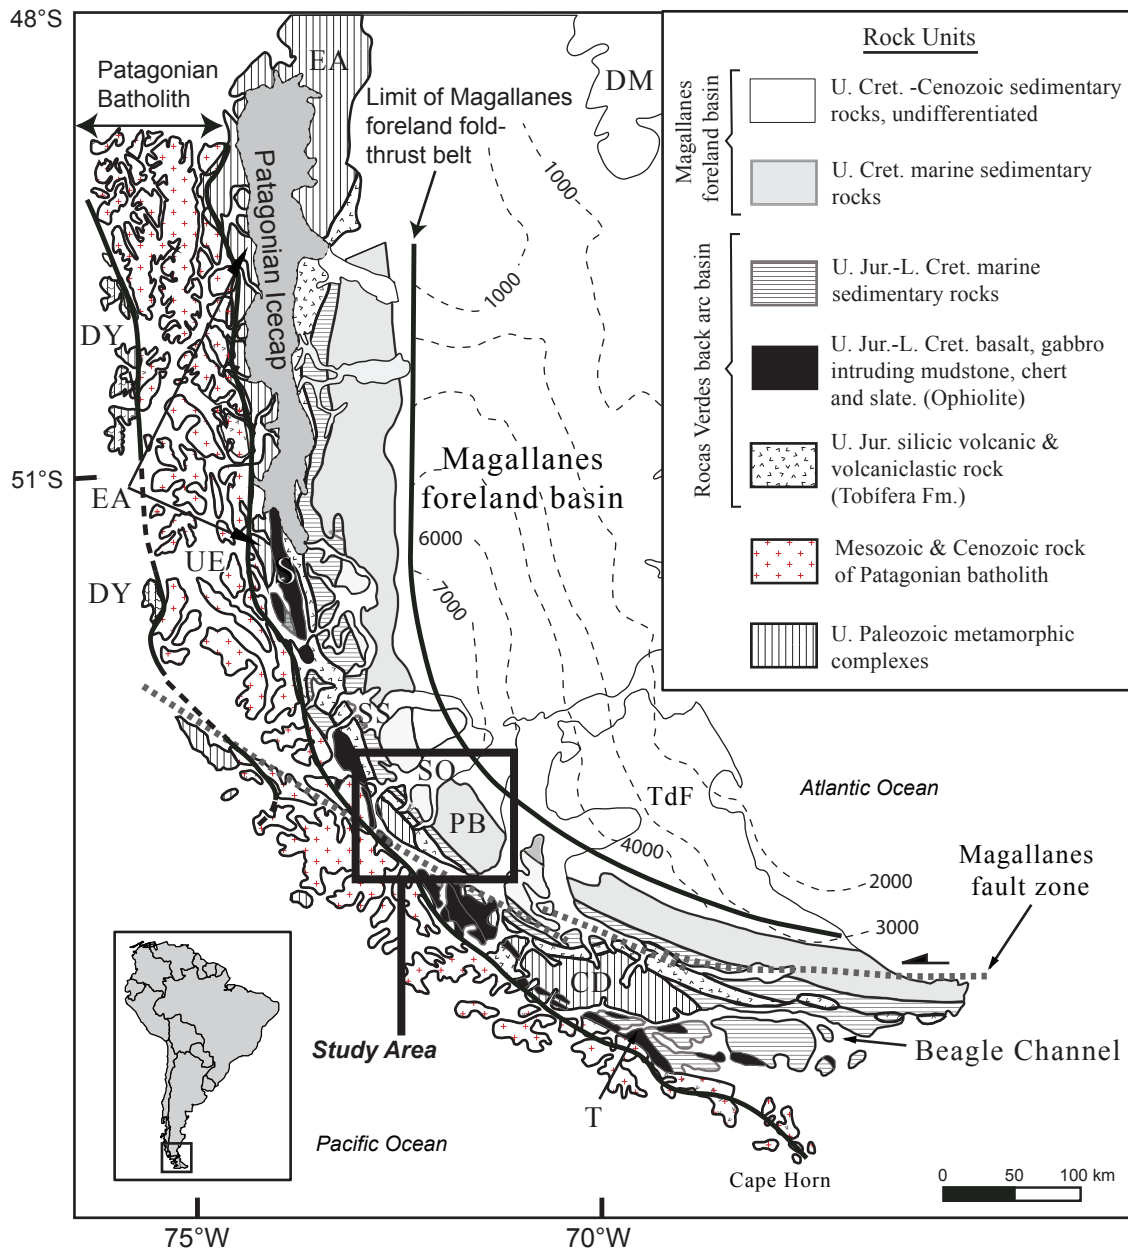 48°S
Patagonian
Batholith
EA
Limit of Magallanes
foreland fold-
thrust belt
DM
1000
1000
Patagonian Icecap
DY
51°S
EA
UE
DY
S
Magallanes
foreland basin
6000
7000
SS
SO
PB
TdF
4000
2000
3000
Atlantic Ocean
Magallanes
fault zone
CD
Study Area
Beagle Channel
T
Pacific Ocean
Cape Horn
0 50 100 km
75°W
70°W
Rock Units
Magallanes
foreland basin
U. Cret. -Cenozoic sedimentary
rocks, undifferentiated
U. Cret. marine sedimentary
rocks
Rocas Verdes back arc basin
U. Jur.-L. Cret. marine
sedimentary rocks
U. Jur.-L. Cret. basalt, gabbro
intruding mudstone, chert
and slate. (Ophiolite)
U. Jur. silicic volcanic &
volcaniclastic rock
(Tobífera Fm.)
Mesozoic & Cenozoic rock
of Patagonian batholith
U. Paleozoic metamorphic
complexes